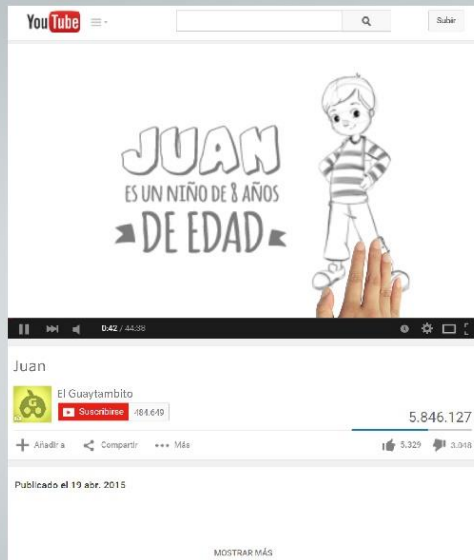 YouTube
Subir
JUAN
ES UN NIÑO DE 8 AÑOS
DE EDAD
0:42 / 44:38
Juan
G
El Guaytambito
Suscribirse 484.649
5.846.127
Añadir a Compartir Más
5.329 3.048
Publicado el 19 abr. 2015
MOSTRAR MÁS